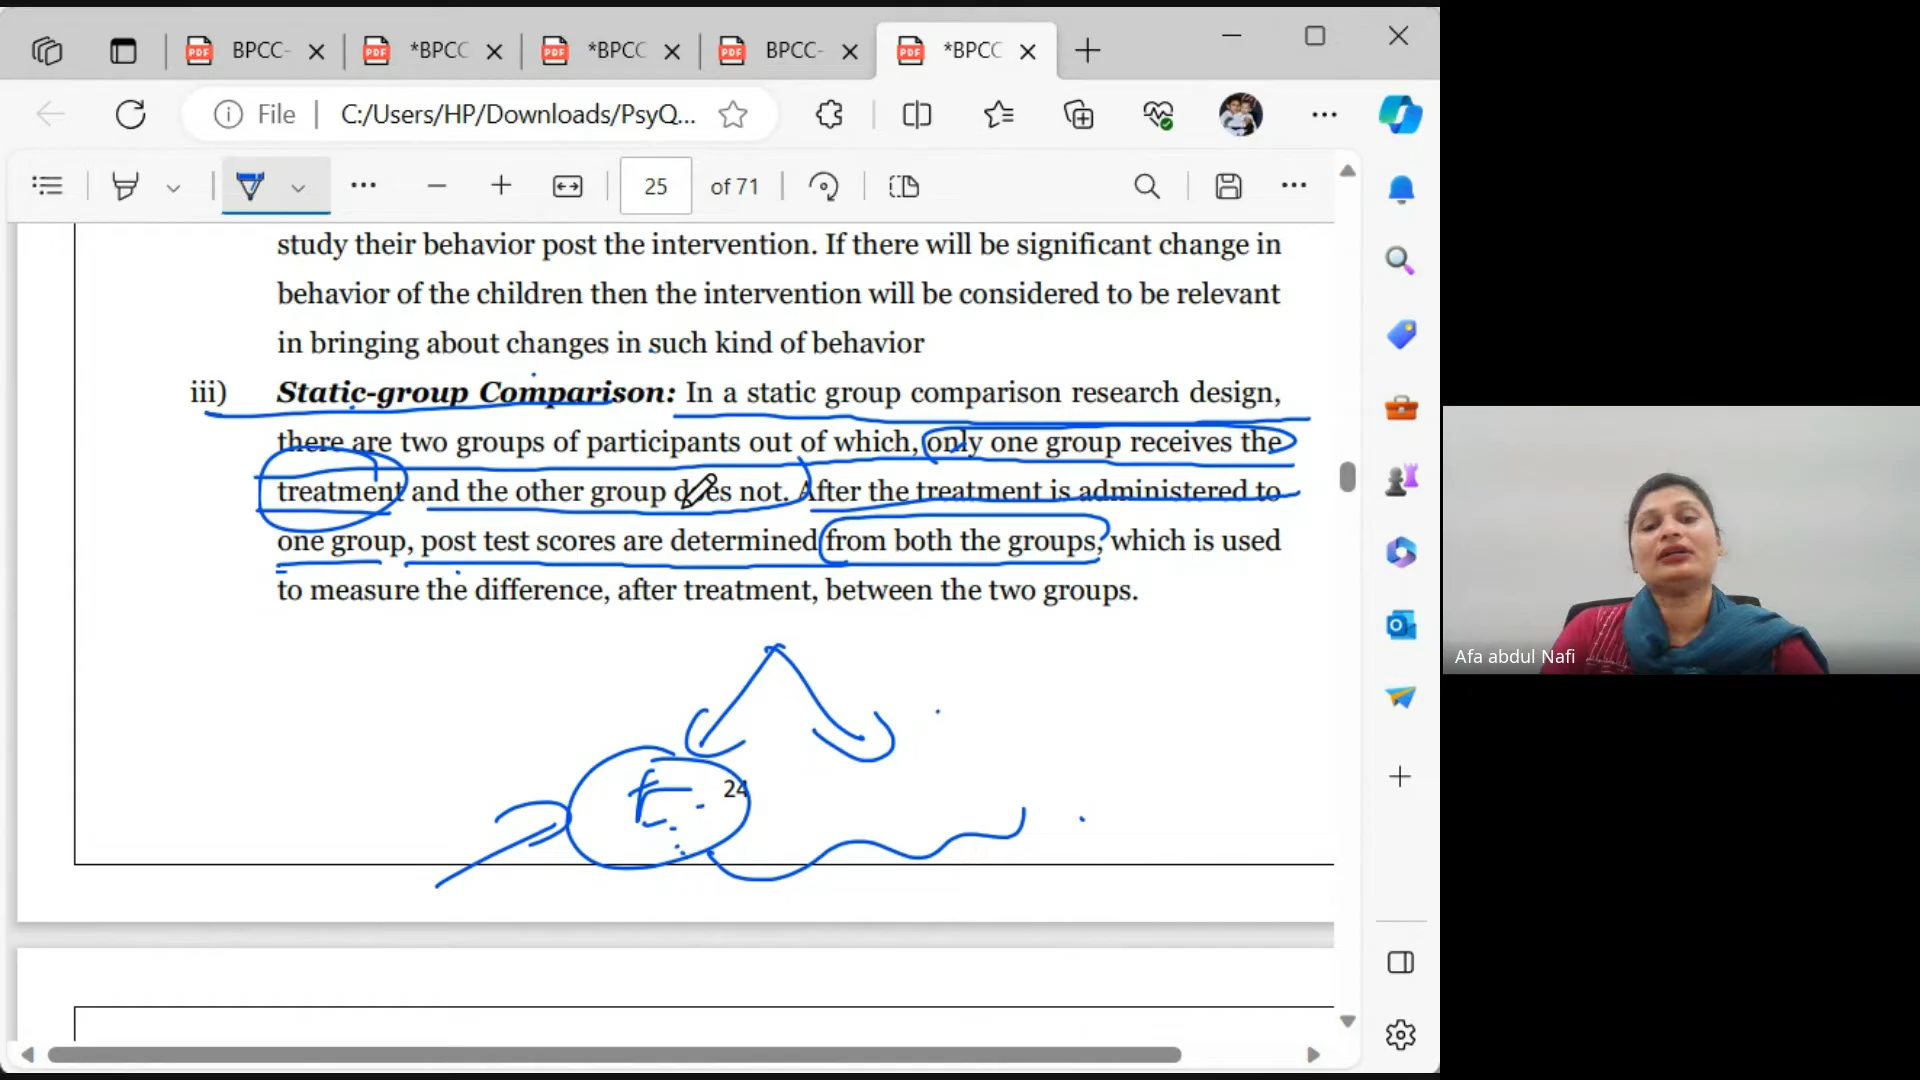 BPCC-
*BPCC
*BPCC
BPCC-
*BPCC
File
C:/Users/HP/Downloads/PsyQ...
25
of 71
study their behavior post the intervention. If there will be significant change in
behavior of the children then the intervention will be considered to be relevant
in bringing about changes in such kind of behavior
iii) Static-group Comparison: In a static group comparison research design,
there are two groups of participants out of which, only one group receives the
treatment and the other group does not. After the treatment is administered to
one group, post test scores are determined from both the groups, which is used
to measure the difference, after treatment, between the two groups.
E.
24
Afa abdul Nafi